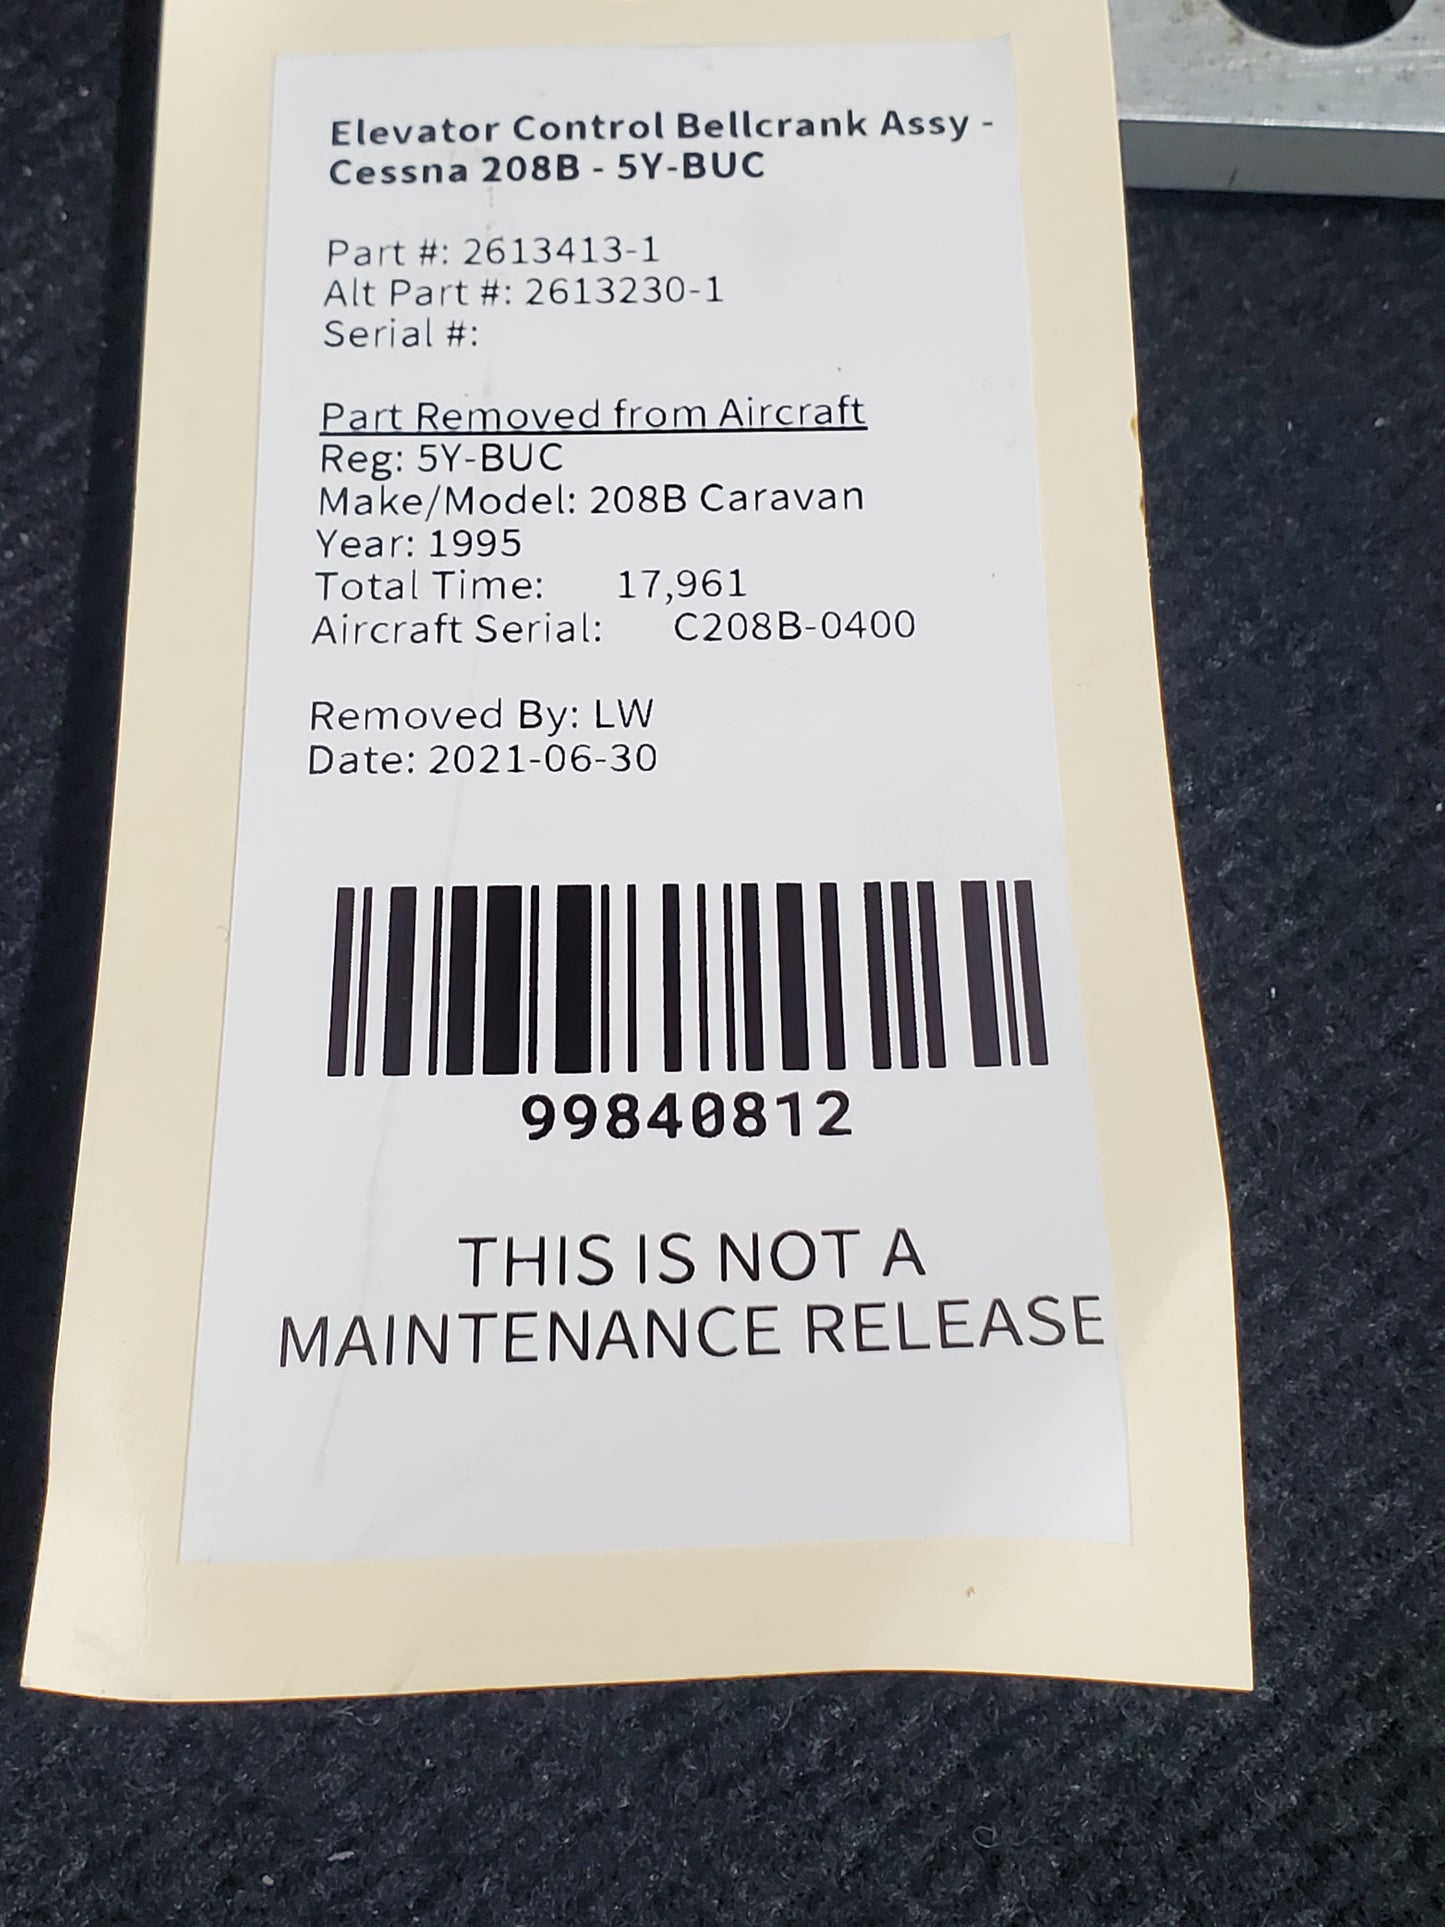 Elevator Control Bellcrank Assy -
Cessna 208B - 5Y-BUC
Part #: 2613413-1
Alt Part #: 2613230-1
Serial #:
Part Removed from Aircraft
Reg: 5Y-BUC
Make/Model: 208B Caravan
Year: 1995
Total Time: 17,961
Aircraft Serial: C208B-0400
Removed By: LW
Date: 2021-06-30
99840812
THIS IS NOT A
MAINTENANCE RELEASE